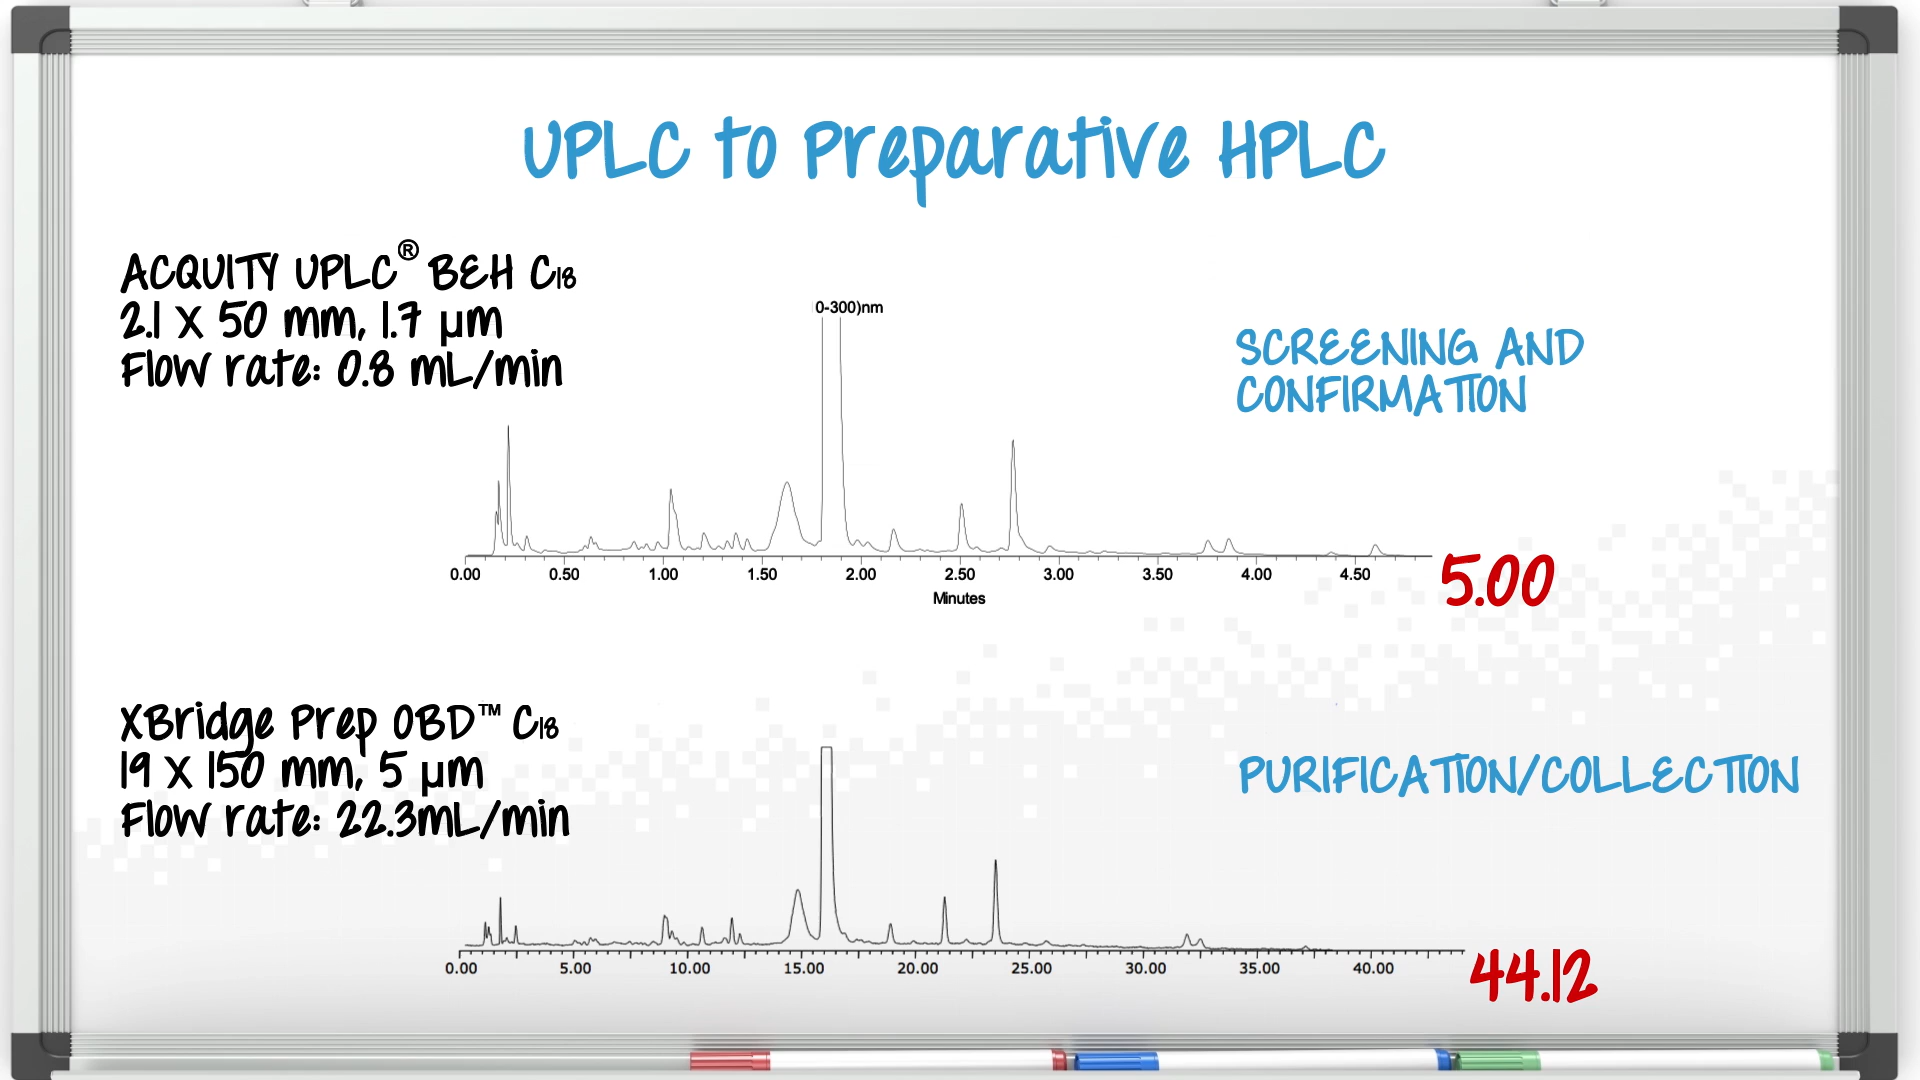 UPLC to Preparative HPLC
ACQUITY UPLC® BEH C18
2.1 x 50 mm, 1.7 µm
Flow rate: 0.8 mL/min
0-300)nm
SCREENING AND
CONFIRMATION
0.00 0.50 1.00 1.50 2.00 2.50 3.00 3.50 4.00 4.50 5.00
Minutes
XBridge Prep OBD™ C18
19 x 150 mm, 5 µm
Flow rate: 22.3mL/min
PURIFICATION/COLLECTION
0.00 5.00 10.00 15.00 20.00 25.00 30.00 35.00 40.00 44.12